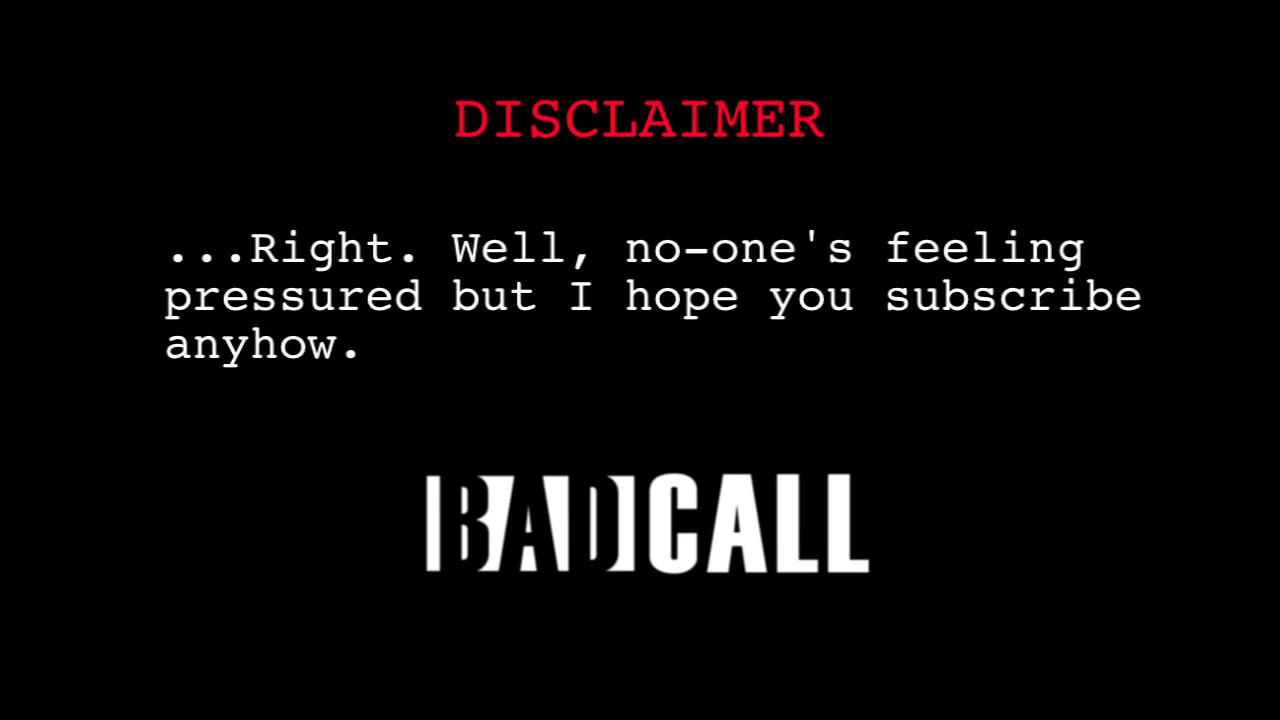 DISCLAIMER
...Right. Well, no-one's feeling
pressured but I hope you subscribe
anyhow.
BADCALL